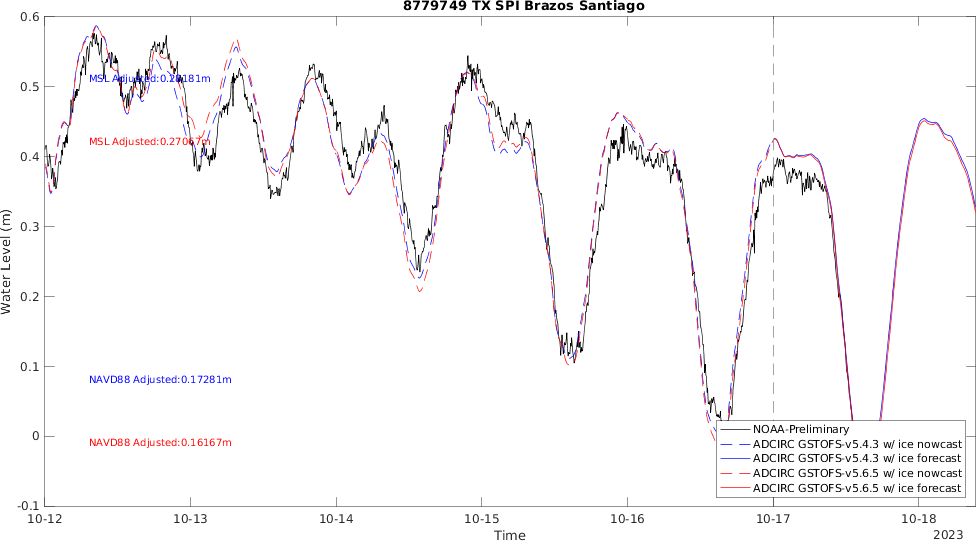 8779749 TX SPI Brazos Santiago
0.6
0.5
0.4
0.3
0.2
0.1
0
-0.1
Water Level (m)
MSL Adjusted:
MSL Adjusted:
NAVD88 Adjusted:0.17281m
NAVD88 Adjusted:0.16167m
NOAA-Preliminary
ADCIRC GSTOFS-v5.4.3 w/ ice nowcast
ADCIRC GSTOFS-v5.4.3 w/ ice forecast
ADCIRC GSTOFS-v5.6.5 w/ ice nowcast
ADCIRC GSTOFS-v5.6.5 w/ ice forecast
10-12 10-13 10-14 10-15 10-16 10-17 10-18
Time
2023